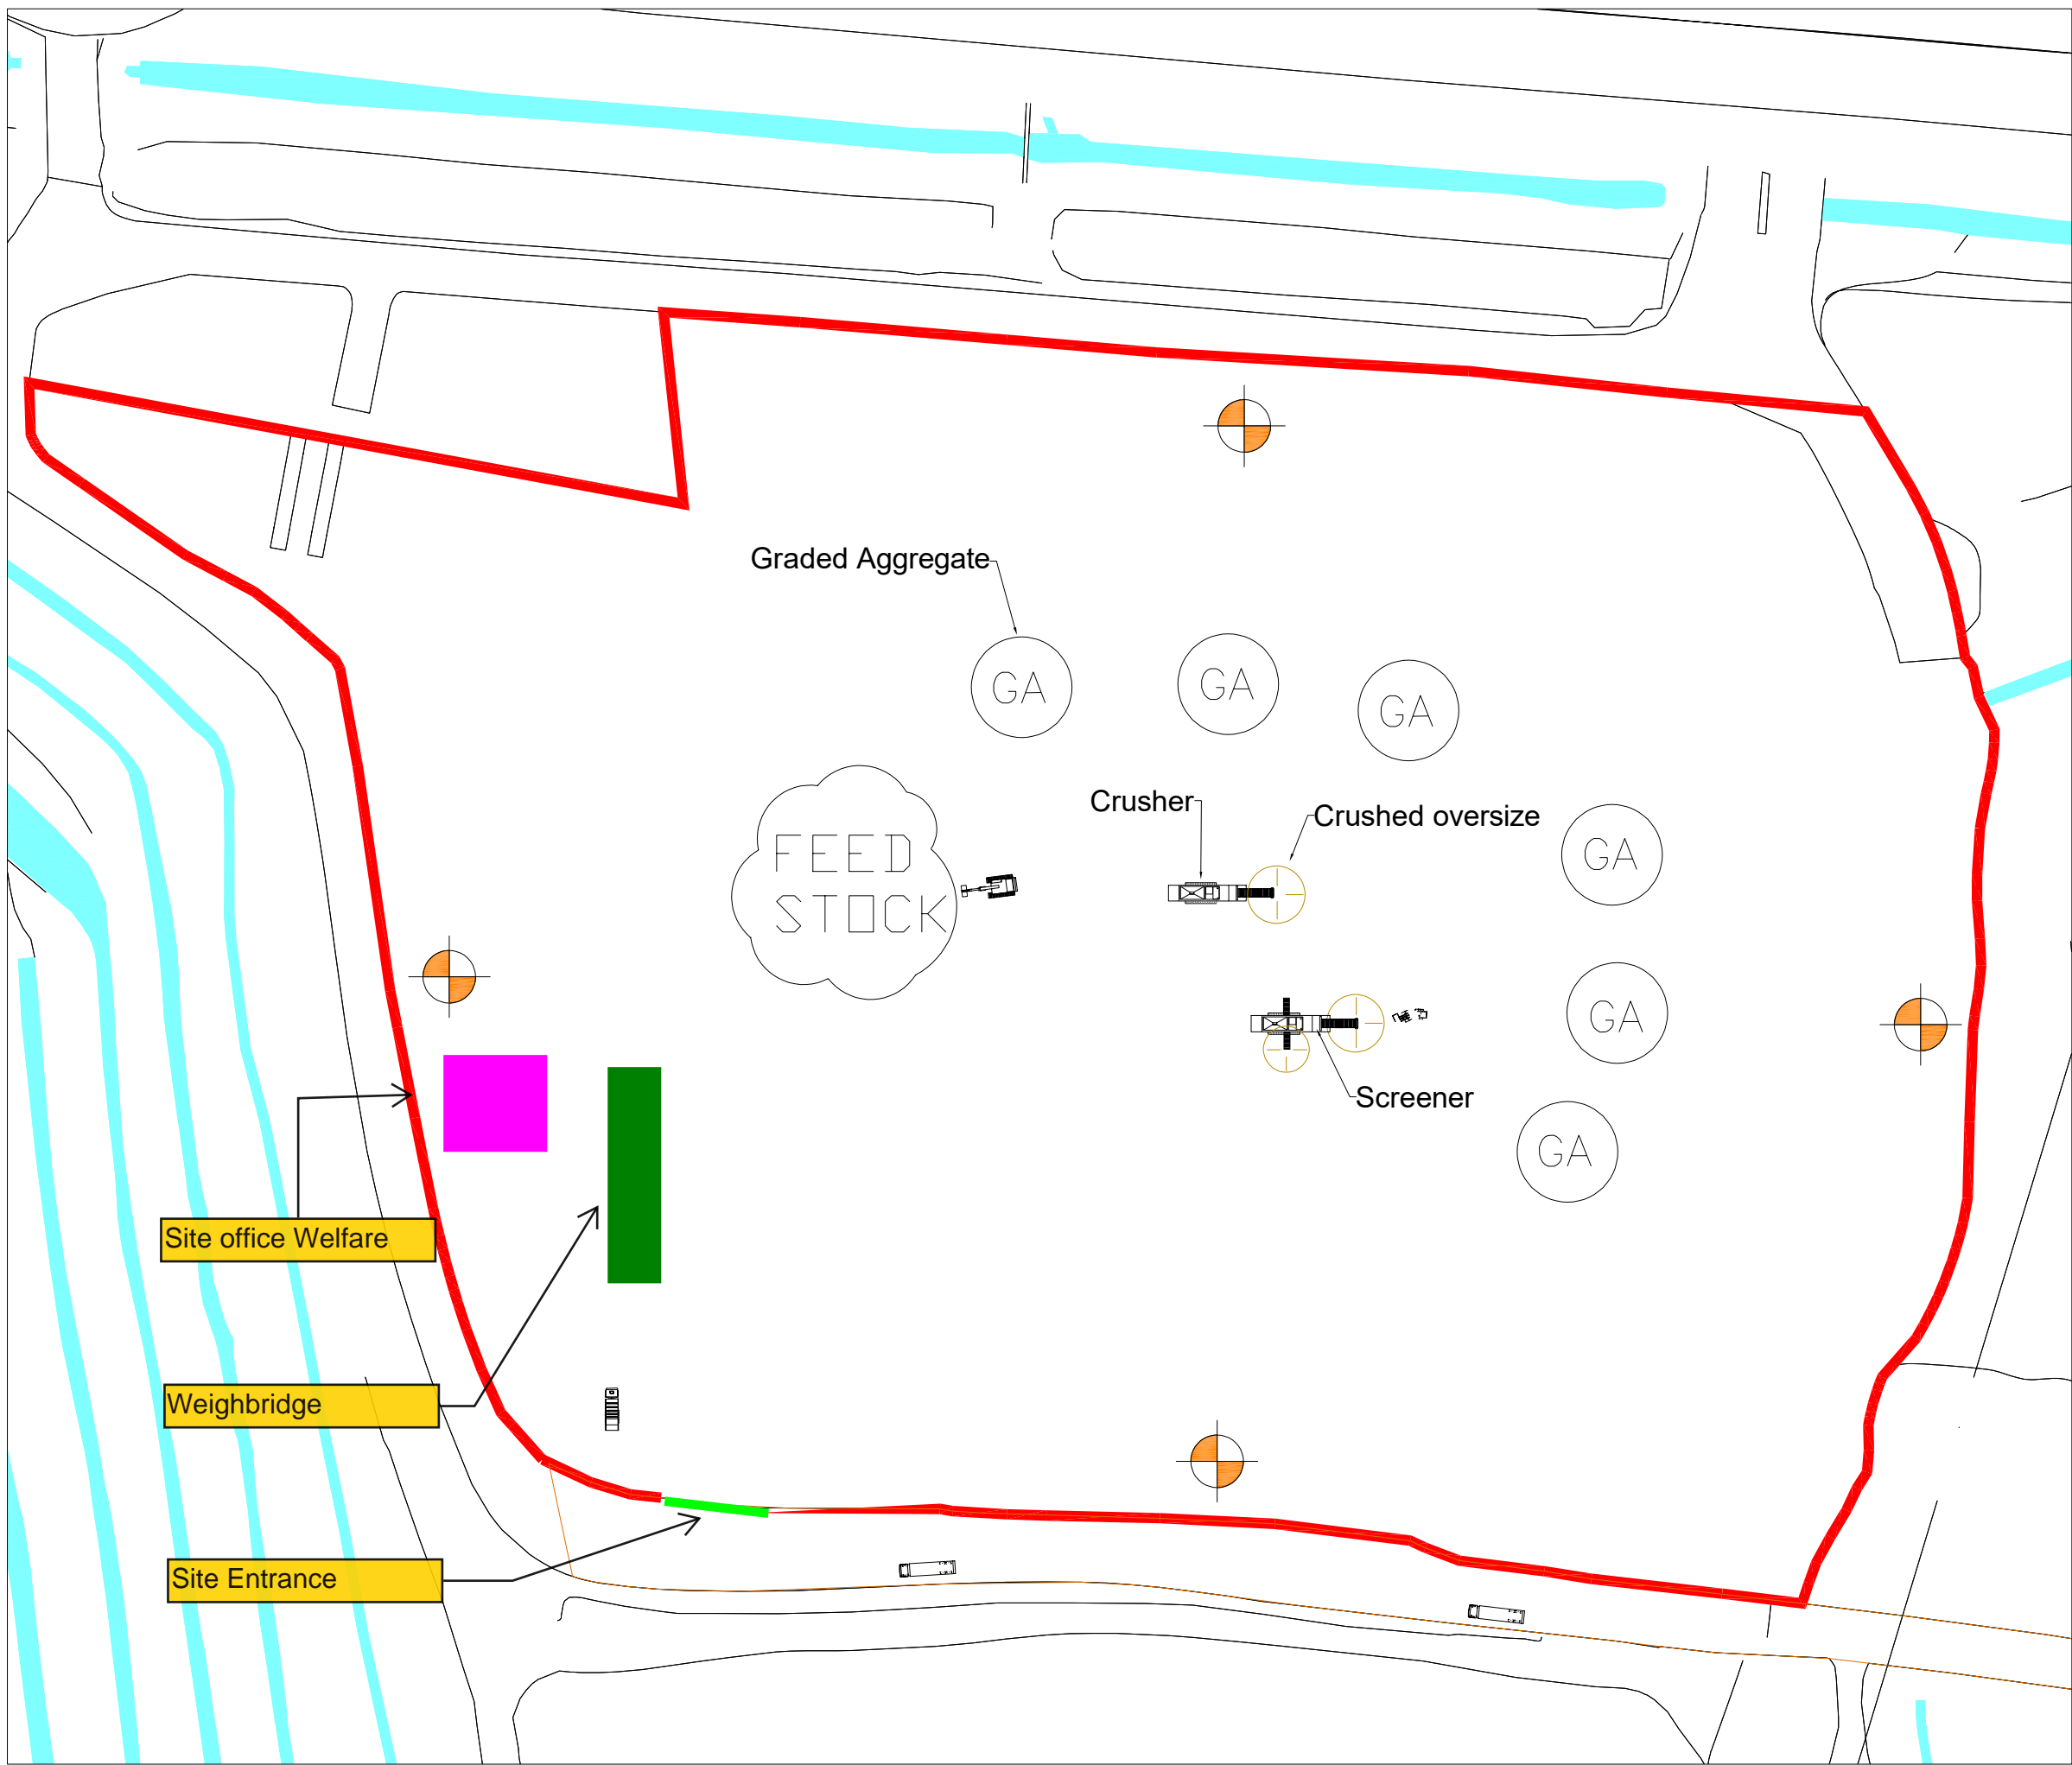 Graded Aggregate
GA
GA
GA
Crusher
Crushed oversize
FEED
STOCK
GA
GA
Screener
GA
Site office Welfare
Weighbridge
Site Entrance